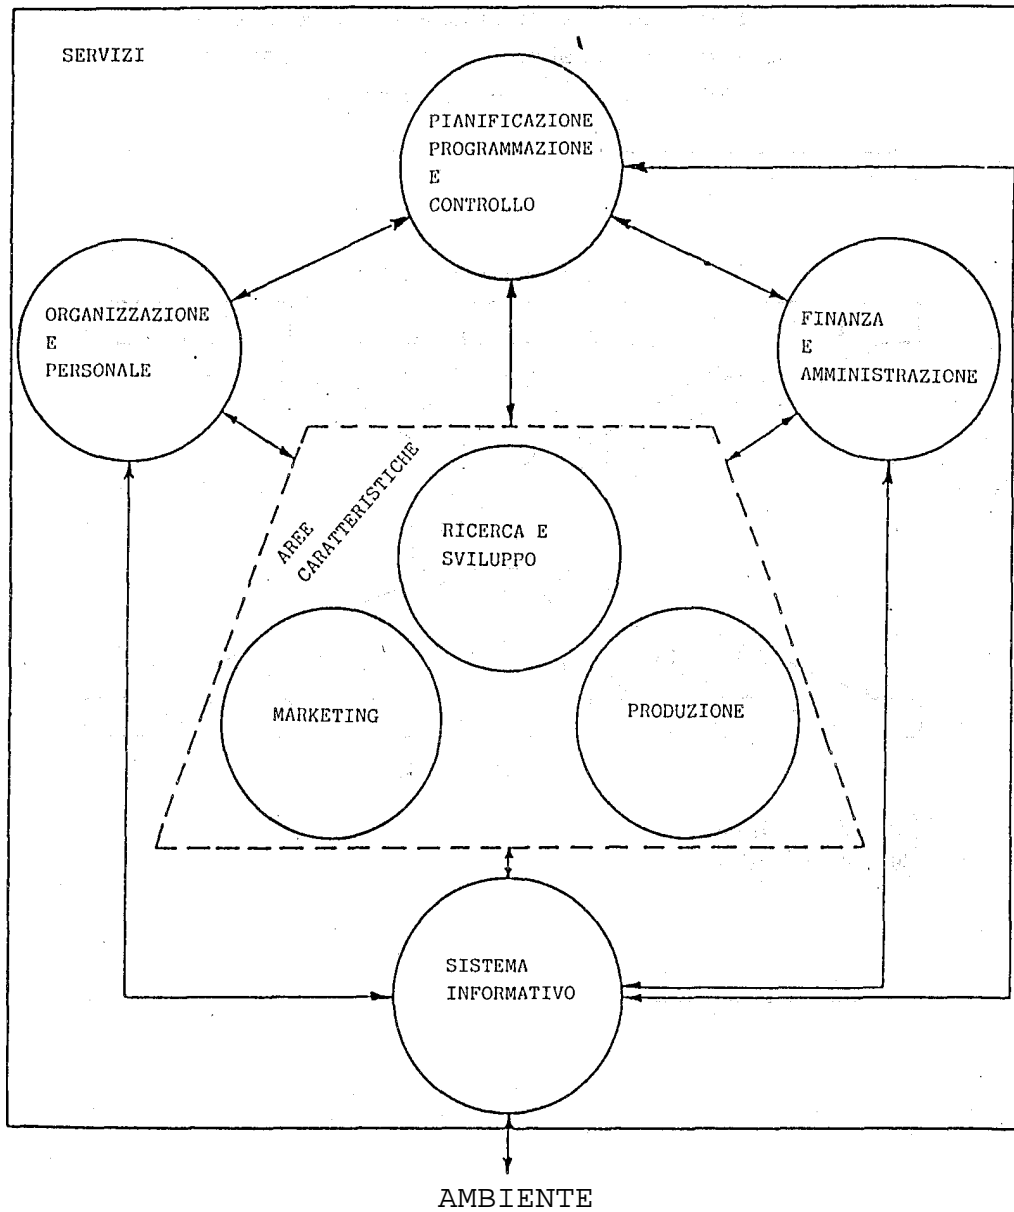 SERVIZI
PIANIFICAZIONE
PROGRAMMAZIONE
E
CONTROLLO
ORGANIZZAZIONE
E
PERSONALE
FINANZA
E
AMMINISTRAZIONE
AREE
CARATTERISTICHE
RICERCA E
SVILUPPO
MARKETING
PRODUZIONE
SISTEMA
INFORMATIVO
AMBIENTE